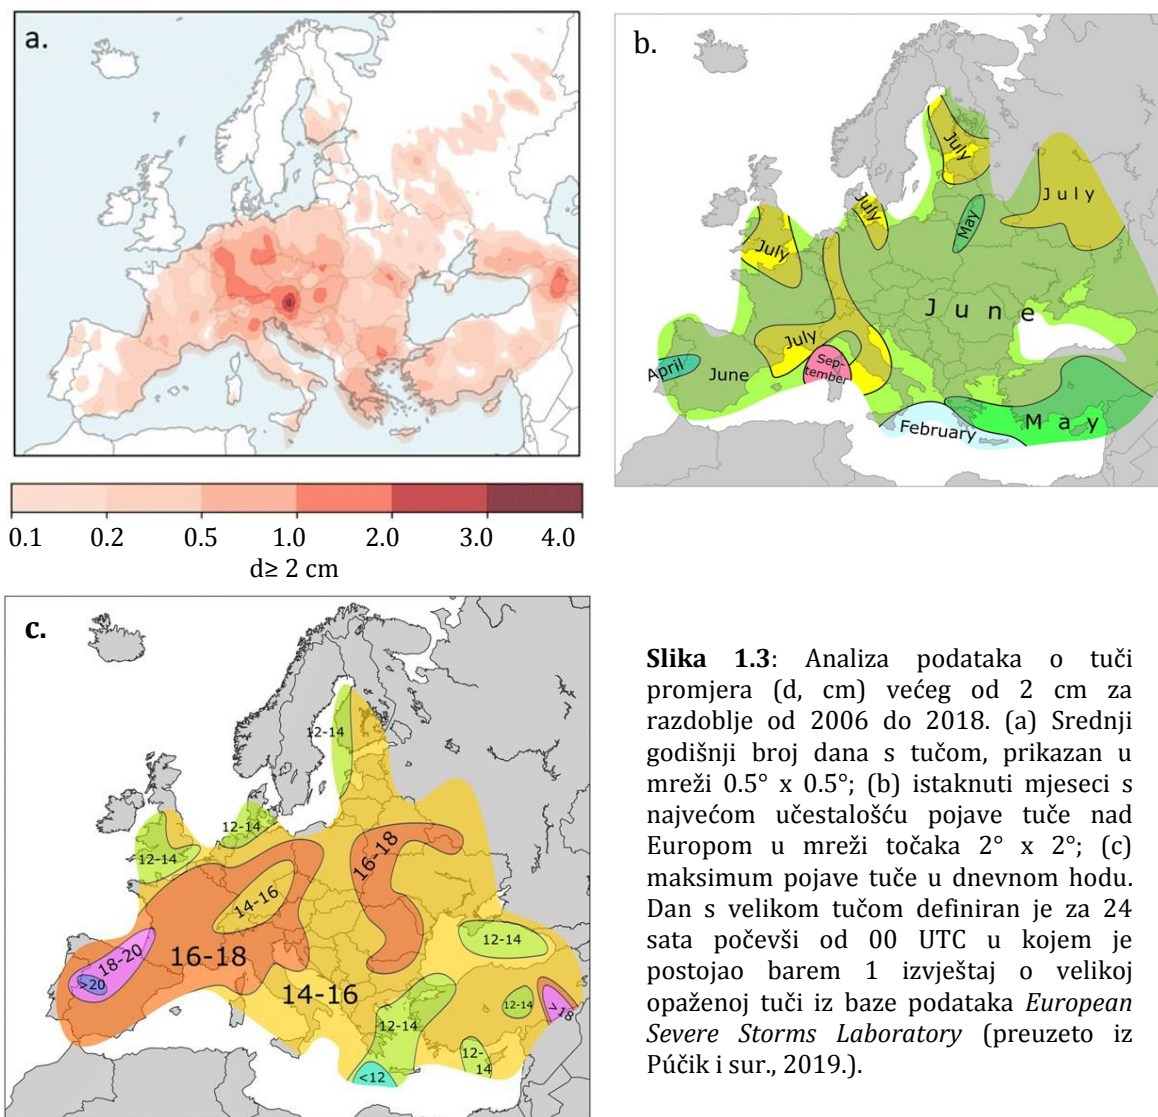 a.
0.1 0.2 0.5 1.0 2.0 3.0 4.0
d≥ 2 cm
b.
July
July
July
May
July
June
July
Sep-
tember
April
June
February
May
c.
12-14
12-14
12-14
16-18
14-16
18-20
>20
16-18
14-16
12-14
12-14
12-14
> 18
12-
14
<12
Slika 1.3: Analiza podataka o tuči
promjera (d, cm) većeg od 2 cm za
razdoblje od 2006 do 2018. (a) Srednji
godišnji broj dana s tučom, prikazan u
mreži 0.5° x 0.5°; (b) istaknuti mjeseci s
najvećom učestalošću pojave tuče nad
Europom u mreži točaka 2° x 2°; (c)
maksimum pojave tuče u dnevnom hodu.
Dan s velikom tučom definiran je za 24
sata počevši od 00 UTC u kojem je
postojao barem 1 izvještaj o velikoj
opaženoj tuči iz baze podataka European
Severe Storms Laboratory (preuzeto iz
Púčik i sur., 2019.).